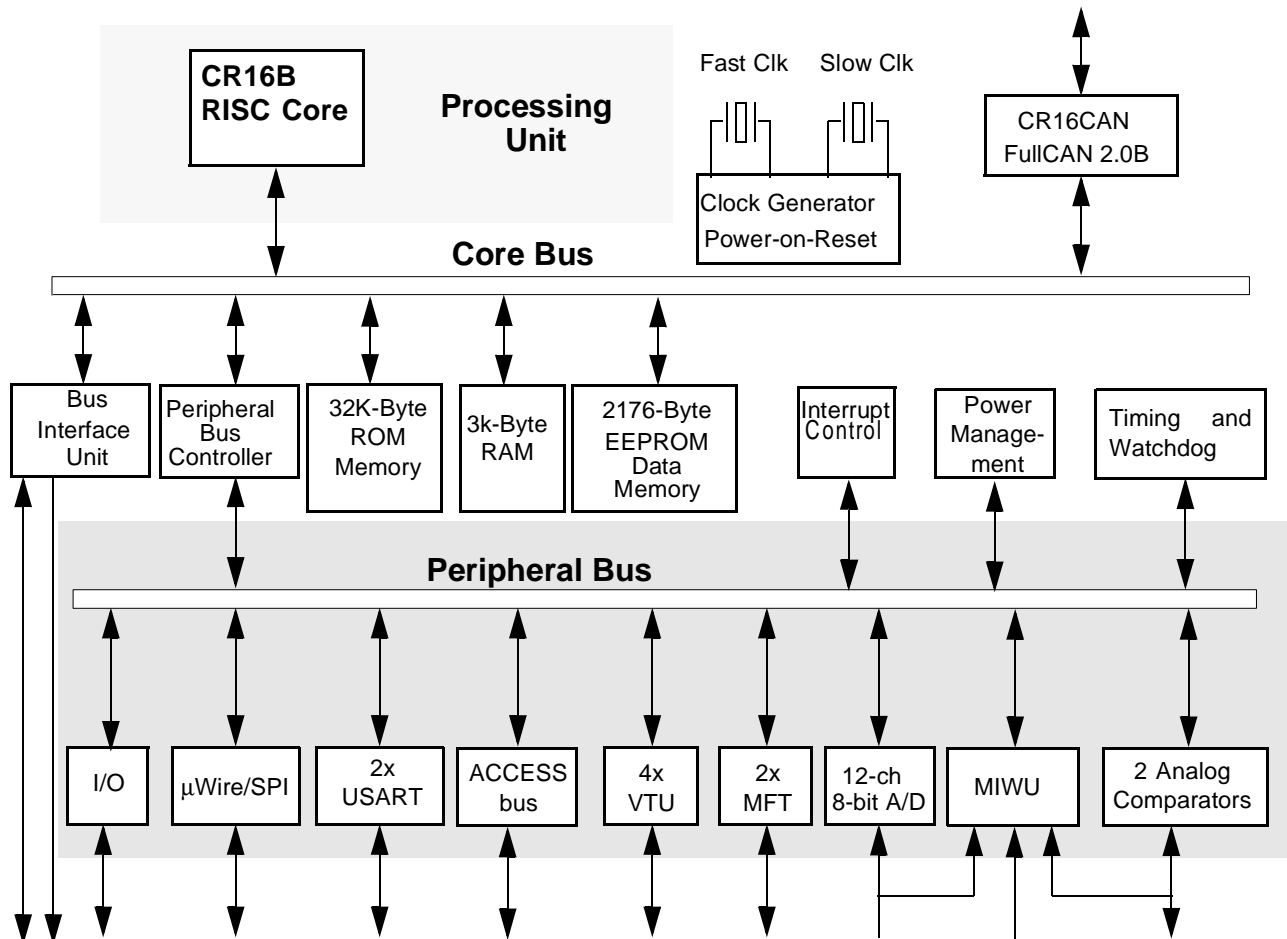 CR16B
RISC Core
Processing
Unit
Fast Clk
Slow Clk
CR16CAN
FullCAN 2.0B
Clock Generator
Power-on-Reset
Core Bus
Bus
Interface
Unit
Peripheral
Bus
Controller
32K-Byte
ROM
Memory
3k-Byte
RAM
2176-Byte
EEPROM
Data
Memory
Interrupt
Control
Power
Manage-
ment
Timing and
Watchdog
Peripheral Bus
I/O
μWire/SPI
2x
USART
ACCESS
bus
4x
VTU
2x
MFT
12-ch
8-bit A/D
MIWU
2 Analog
Comparators